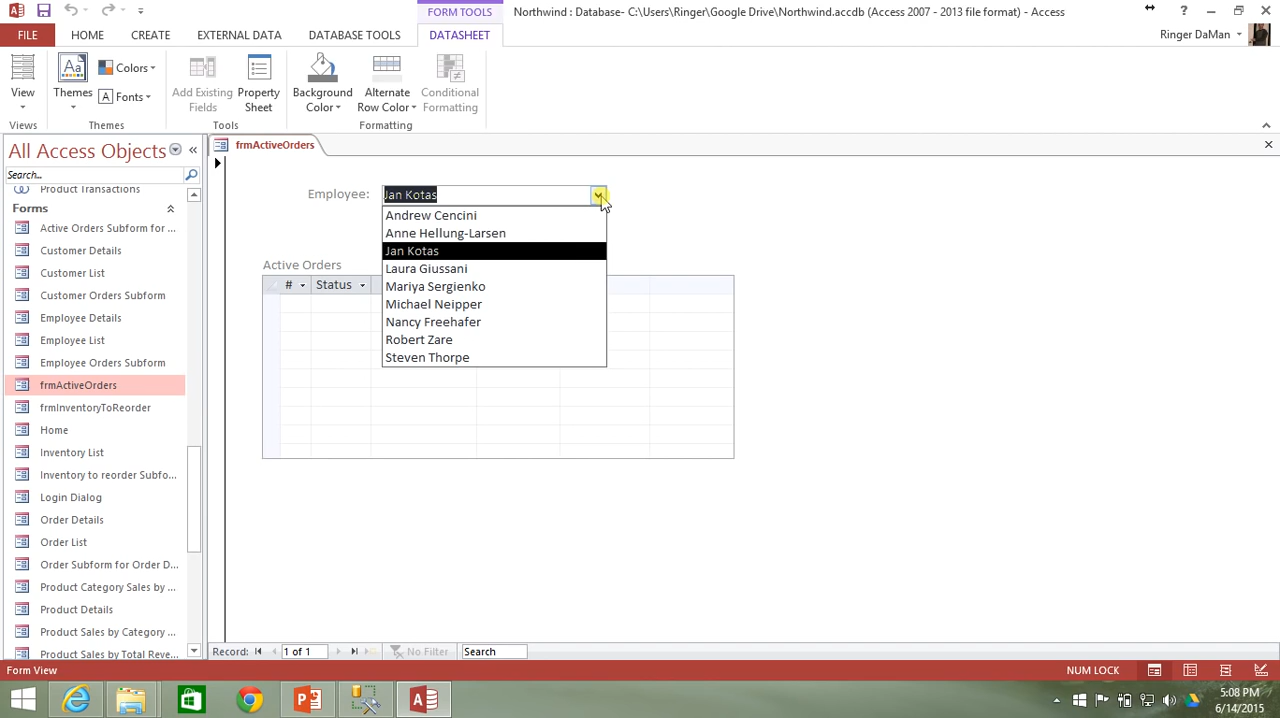 FORM TOOLS
Northwind : Database- C:\Users\Ringer\Google Drive\Northwind.accdb (Access 2007 - 2013 file format) - Access
FILE HOME CREATE EXTERNAL DATA DATABASE TOOLS DATASHEET Ringer DaMan
View
Views
Aa
Themes
Colors
A Fonts
Themes
Add Existing Fields
Property Sheet
Tools
Background Color
Alternate Row Color
Conditional Formatting
Formatting
All Access Objects
Search...
Product Transactions
Forms
Active Orders Subform for ...
Customer Details
Customer List
Customer Orders Subform
Employee Details
Employee List
Employee Orders Subform
frmActiveOrders
frmInventoryToReorder
Home
Inventory List
Inventory to reorder Subfo...
Login Dialog
Order Details
Order List
Order Subform for Order D...
Product Category Sales by ...
Product Details
Product Sales by Category ...
Product Sales by Total Reve...
frmActiveOrders
Employee: Jan Kotas
Andrew Cencini
Anne Hellung-Larsen
Jan Kotas
Laura Giussani
Mariya Sergienko
Michael Neipper
Nancy Freehafer
Robert Zare
Steven Thorpe
Active Orders
# Status
Record: 1 of 1 No Filter Search
Form View NUM LOCK
5:08 PM
6/14/2015